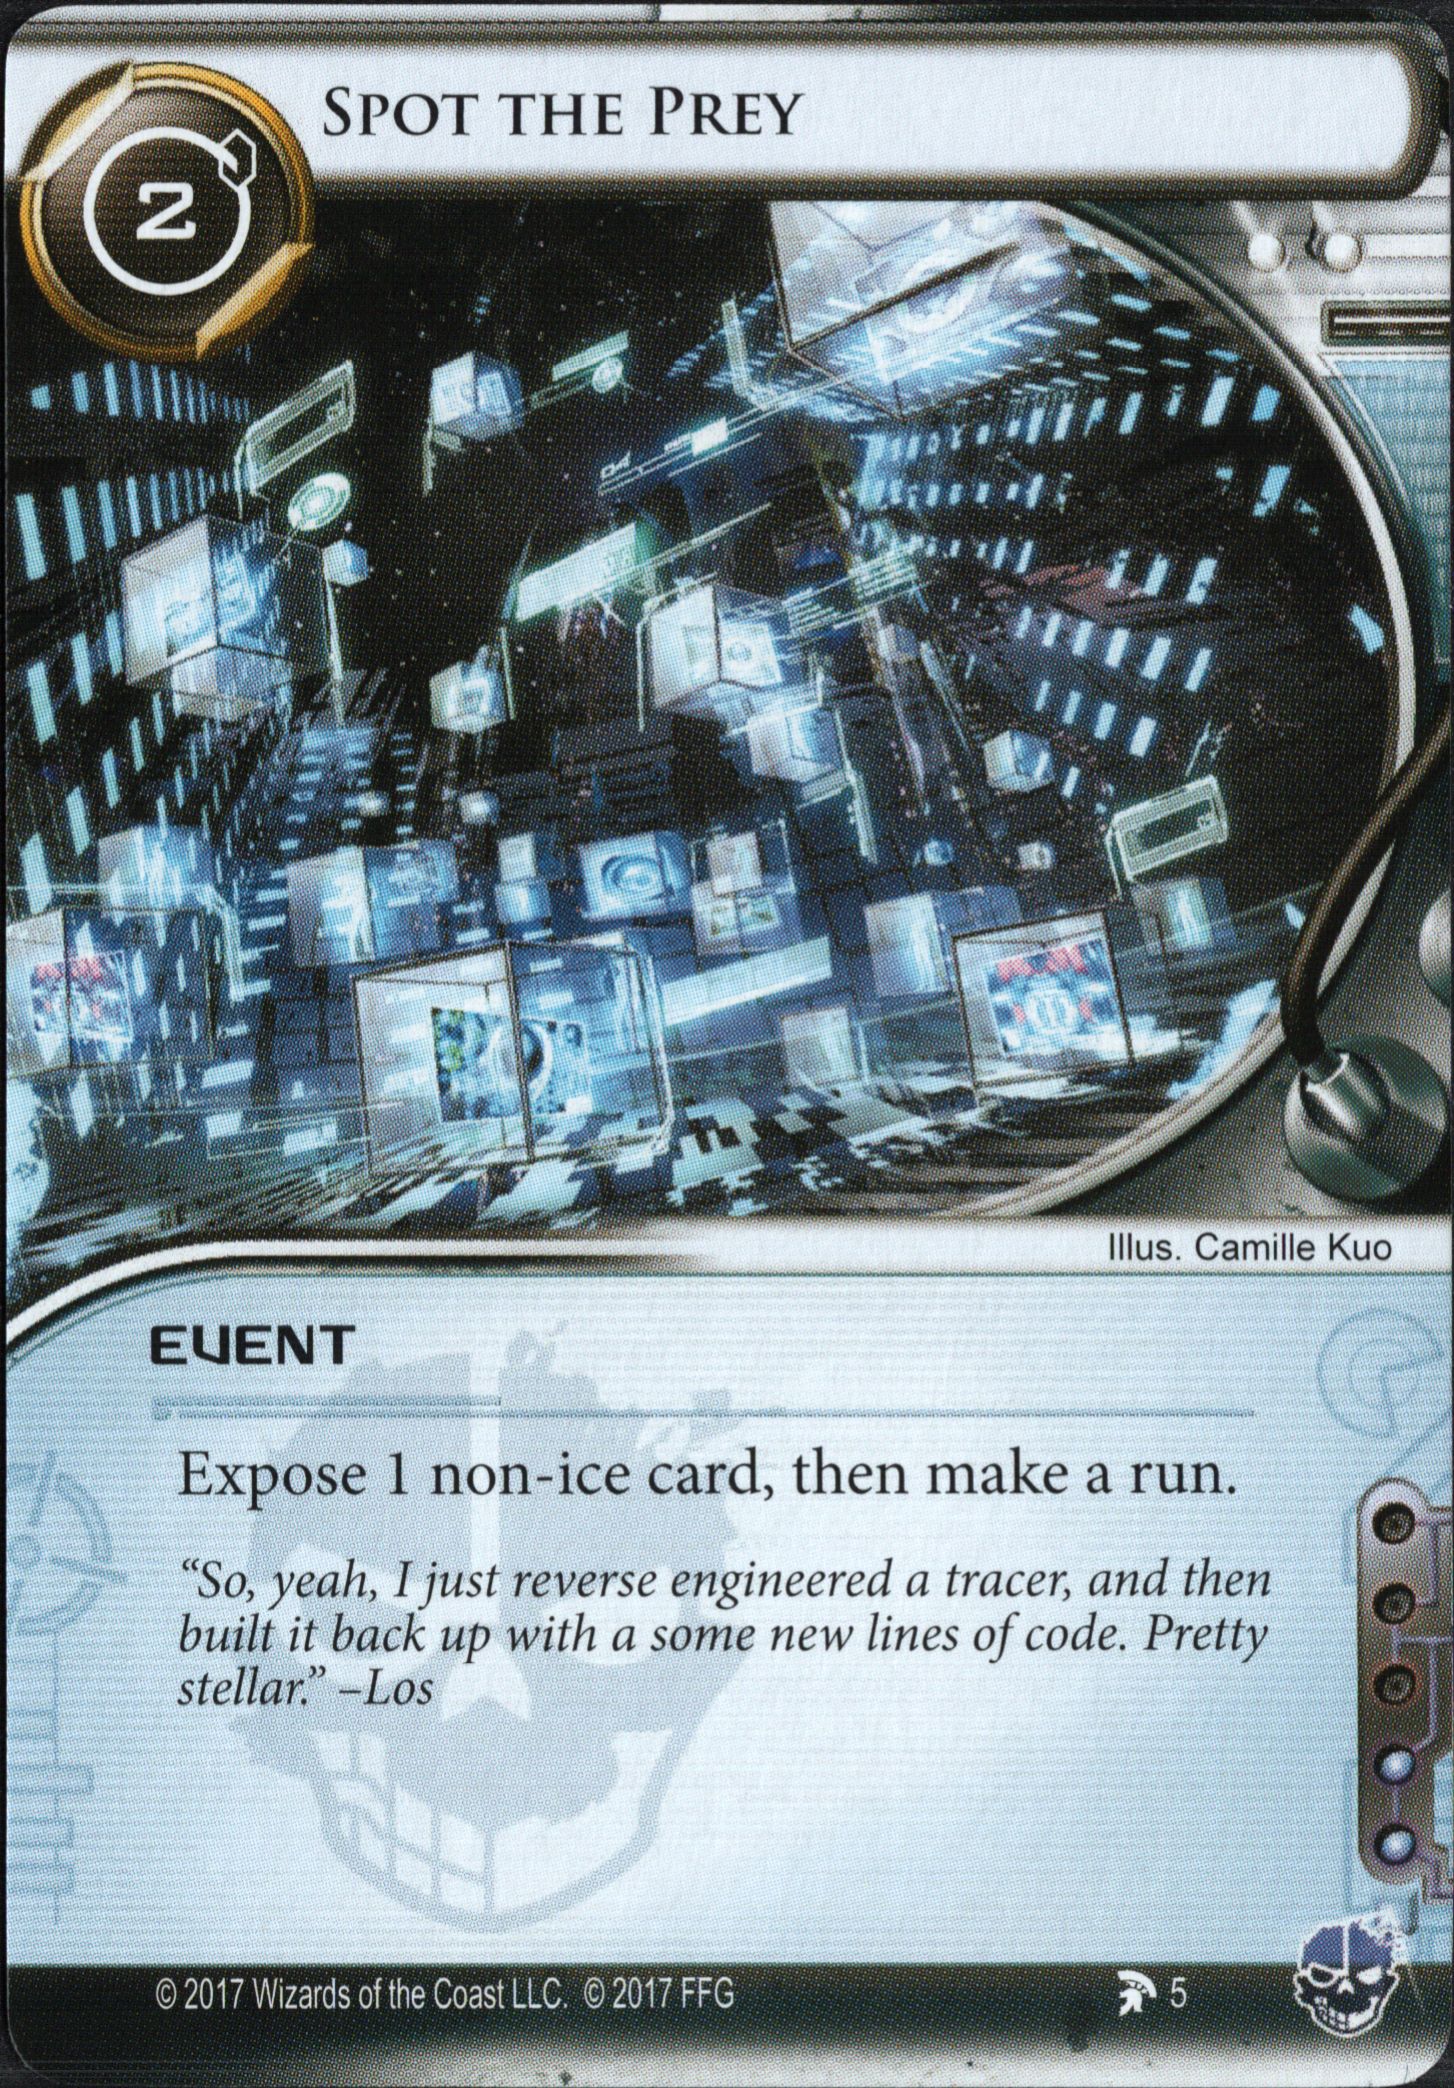 2
SPOT THE PREY
Illus. Camille Kuo
EVENT
Expose 1 non-ice card, then make a run.
“So, yeah, I just reverse engineered a tracer, and then
built it back up with a some new lines of code. Pretty
stellar.” –Los
© 2017 Wizards of the Coast LLC. © 2017 FFG
5